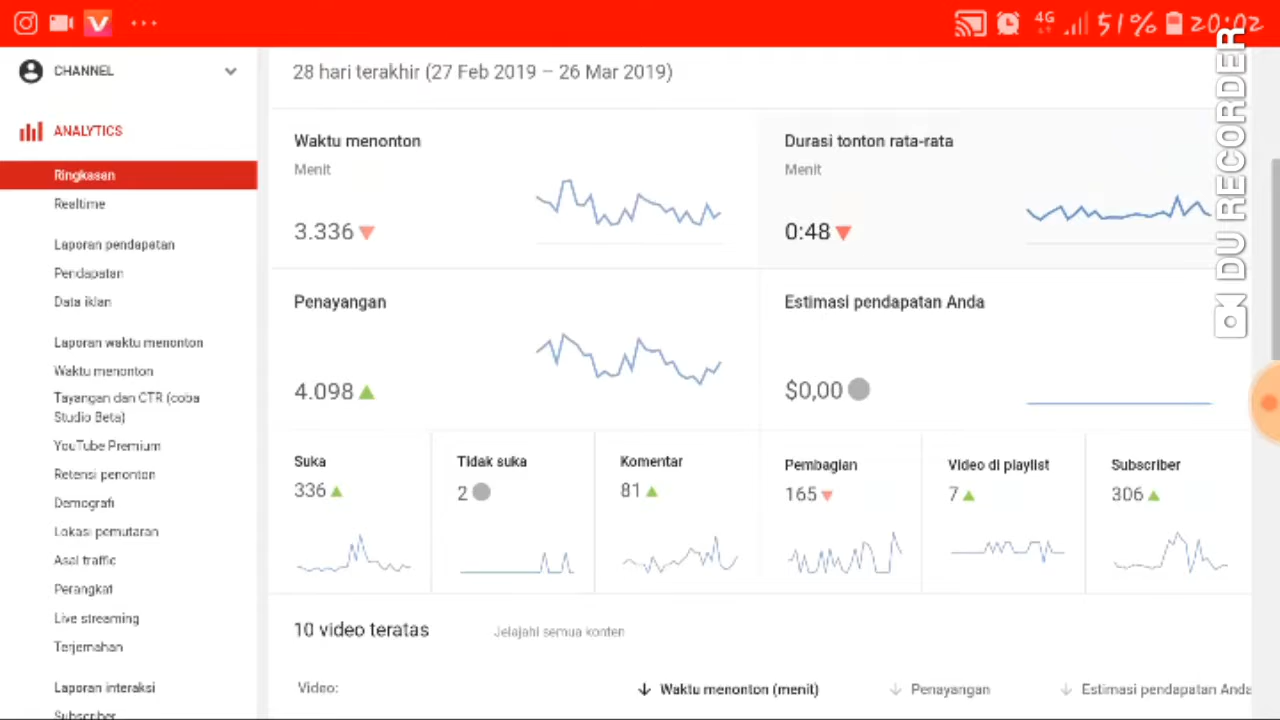 4G 51% 20:02
CHANNEL
ANALYTICS
Ringkasan
Realtime
Laporan pendapatan
Pendapatan
Data iklan
Laporan waktu menonton
Waktu menonton
Tayangan dan CTR (coba
Studio Beta)
YouTube Premium
Retensi penonton
Demografi
Lokasi pemutaran
Asal traffic
Perangkat
Live streaming
Terjemahan
Laporan interaksi
Subscriber
28 hari terakhir (27 Feb 2019 – 26 Mar 2019)
Waktu menonton
Menit
3.336
Durasi tonton rata-rata
Menit
0:48
Penayangan
4.098
Estimasi pendapatan Anda
$0,00
Suka
336
Tidak suka
2
Komentar
81
Pembagian
165
Video di playlist
7
Subscriber
306
10 video teratas
Jelajahi semua konten
Video:
Waktu menonton (menit)
Penayangan
Estimasi pendapatan Anda
DU RECORDER